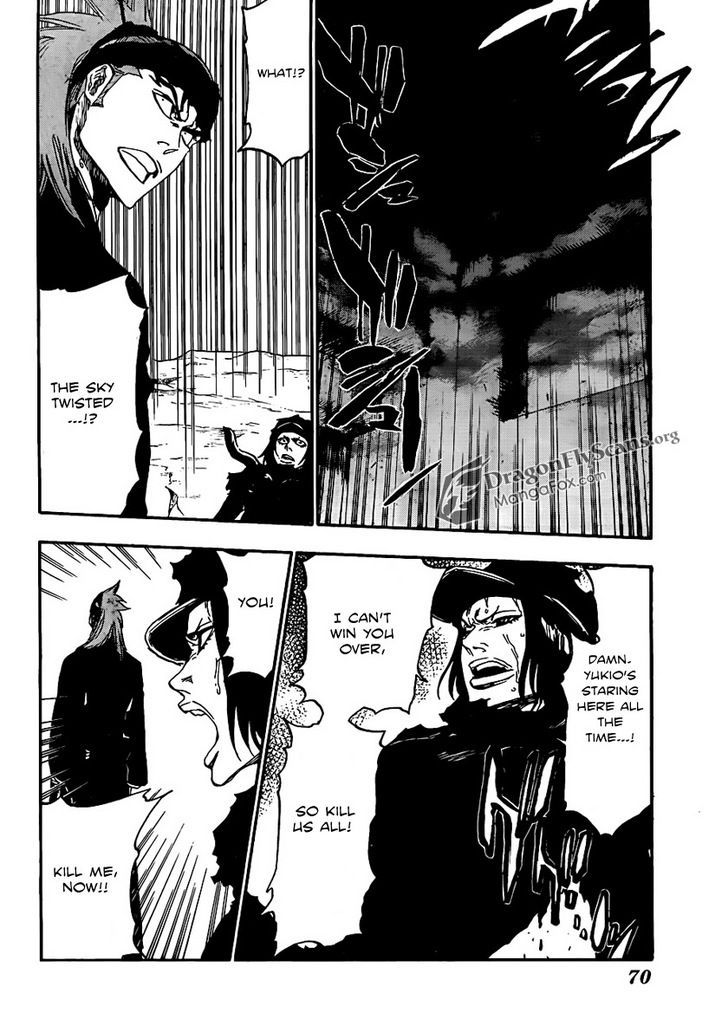 WHAT!?
THE SKY
TWISTED
...!?
DragonFlyScans.org
MangaFox.com
DAMN.
YUKIO'S
STARING
HERE ALL
THE
TIME...!
I CAN'T
WIN YOU
OVER,
SO KILL
US ALL!
YOU!
KILL ME,
NOW!!
70